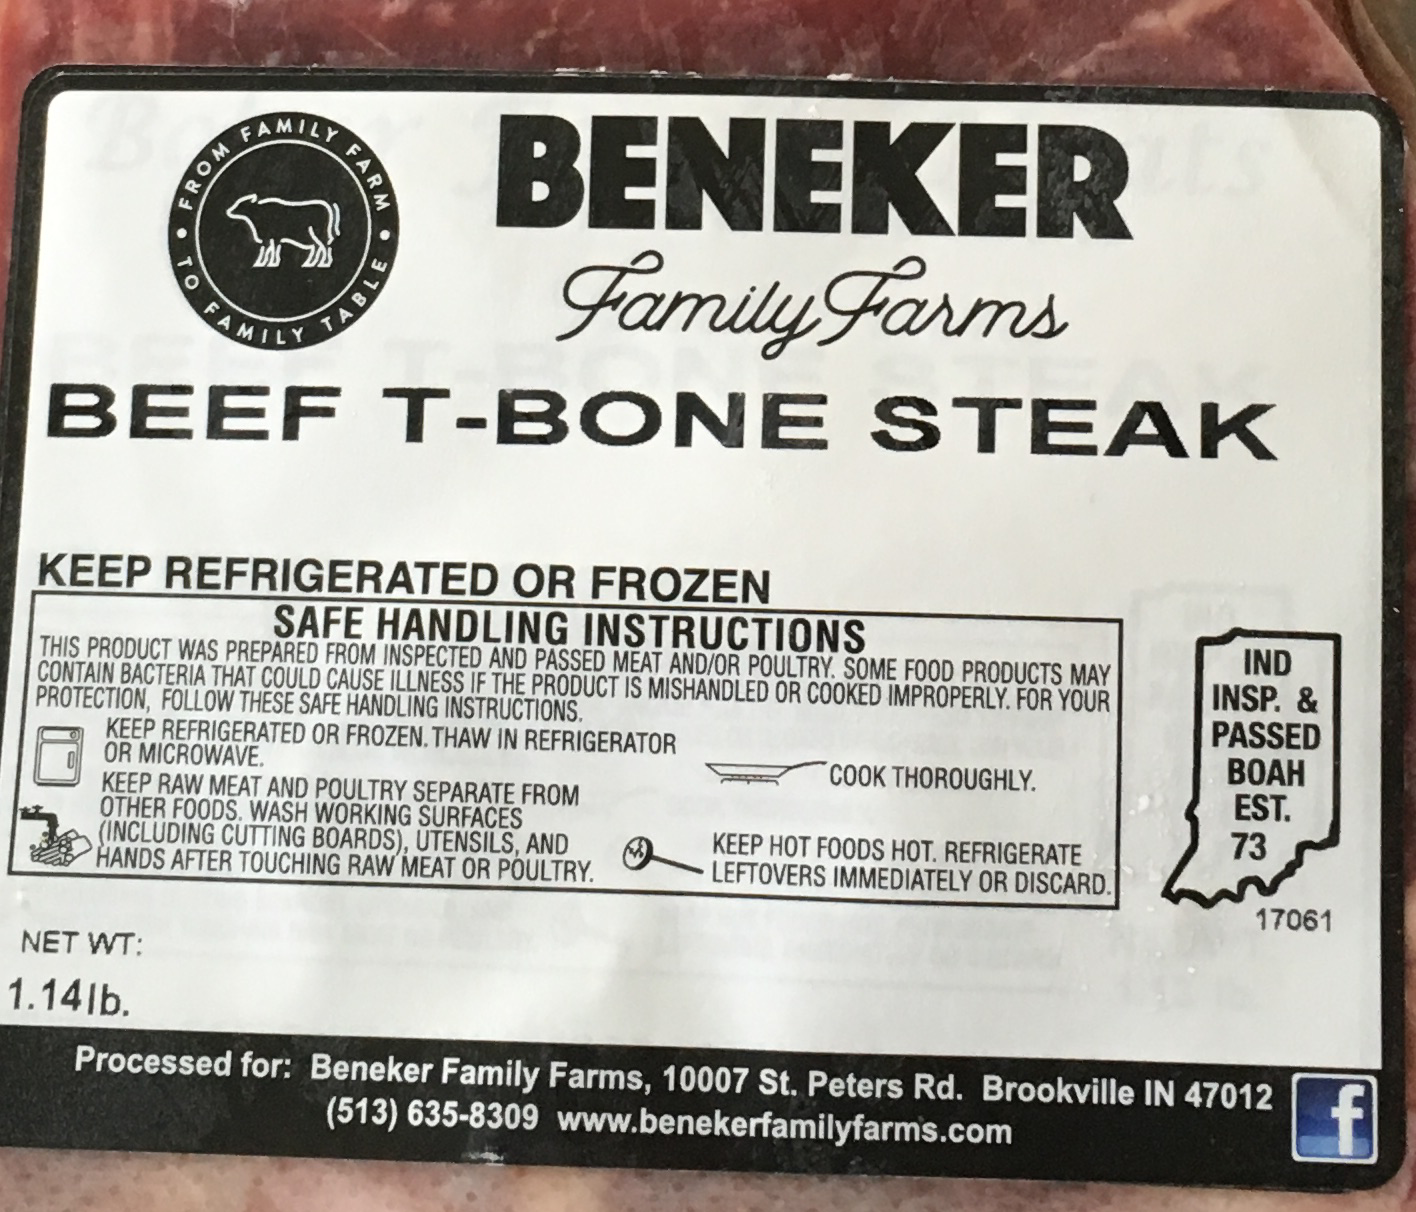 FROM FAMILY FARM
TO FAMILY TABLE
BENEKER
Family Farms
BEEF T-BONE STEAK
KEEP REFRIGERATED OR FROZEN
SAFE HANDLING INSTRUCTIONS
THIS PRODUCT WAS PREPARED FROM INSPECTED AND PASSED MEAT AND/OR POULTRY. SOME FOOD PRODUCTS MAY
CONTAIN BACTERIA THAT COULD CAUSE ILLNESS IF THE PRODUCT IS MISHANDLED OR COOKED IMPROPERLY. FOR YOUR
PROTECTION, FOLLOW THESE SAFE HANDLING INSTRUCTIONS.
KEEP REFRIGERATED OR FROZEN. THAW IN REFRIGERATOR
OR MICROWAVE.
KEEP RAW MEAT AND POULTRY SEPARATE FROM
OTHER FOODS. WASH WORKING SURFACES
(INCLUDING CUTTING BOARDS), UTENSILS, AND
HANDS AFTER TOUCHING RAW MEAT OR POULTRY.
COOK THOROUGHLY.
KEEP HOT FOODS HOT. REFRIGERATE
LEFTOVERS IMMEDIATELY OR DISCARD.
IND
INSP. &
PASSED
BOAH
EST.
73
17061
NET WT:
1.14lb.
Processed for: Beneker Family Farms, 10007 St. Peters Rd. Brookville IN 47012
(513) 635-8309 www.benekerfamilyfarms.com
f